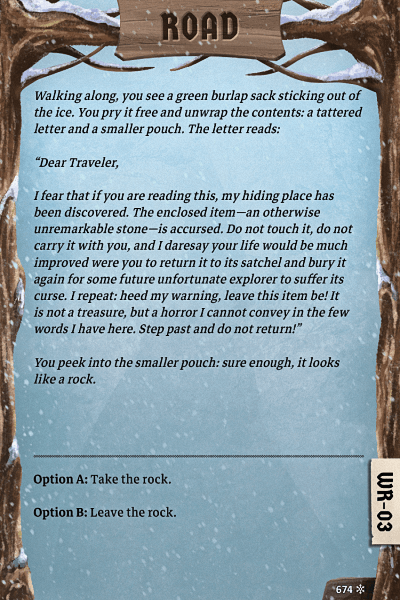 ROAD
Walking along, you see a green burlap sack sticking out of
the ice. You pry it free and unwrap the contents: a tattered
letter and a smaller pouch. The letter reads:
“Dear Traveler,
I fear that if you are reading this, my hiding place has
been discovered. The enclosed item—an otherwise
unremarkable stone—is accursed. Do not touch it, do not
carry it with you, and I daresay your life would be much
improved were you to return it to its satchel and bury it
again for some future unfortunate explorer to suffer its
curse. I repeat: heed my warning, leave this item be! It
is not a treasure, but a horror I cannot convey in the few
words I have here. Step past and do not return!”
You peek into the smaller pouch: sure enough, it looks
like a rock.
Option A: Take the rock.
Option B: Leave the rock.
WR-03
674